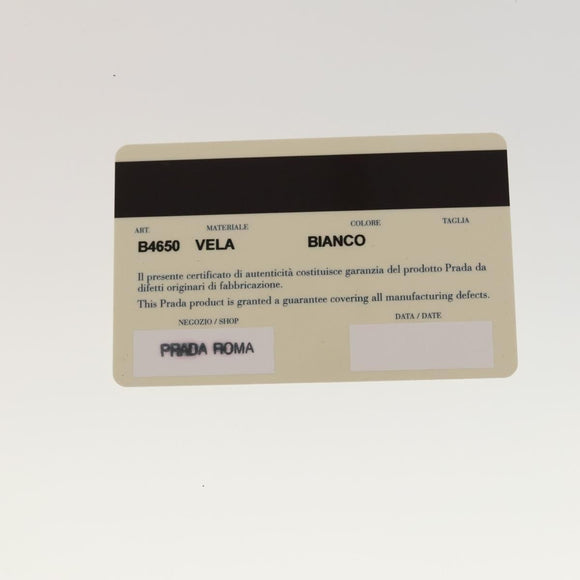 ART. MATERIALE COLORE TAGLIA
B4650 VELA BIANCO
Il presente certificato di autenticità costituisce garanzia del prodotto Prada da
difetti originari di fabbricazione.
This Prada product is granted a guarantee covering all manufacturing defects.
NEGOZIO / SHOP DATA / DATE
PRADA ROMA